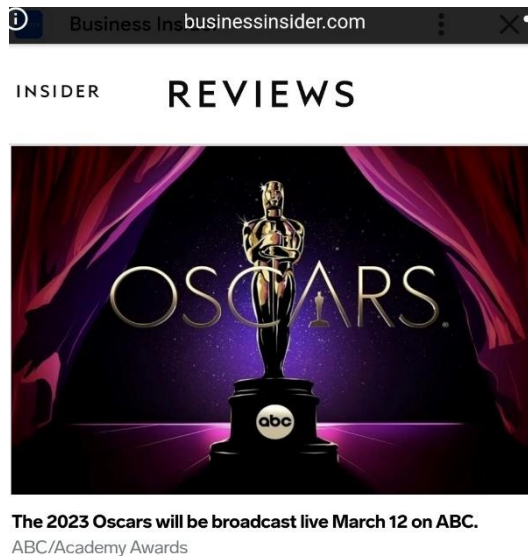 Business Ins
businessinsider.com
INSIDER REVIEWS
OSCARS.
abc
The 2023 Oscars will be broadcast live March 12 on ABC.
ABC/Academy Awards